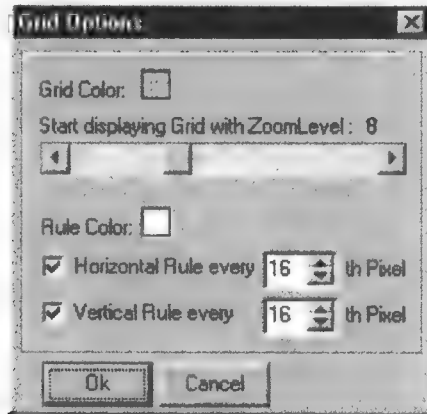 Grid Options
Grid Color:
Start displaying Grid with ZoomLevel : 8
Rule Color:
Horizontal Rule every 16 th Pixel
Vertical Rule every 16 th Pixel
Ok Cancel